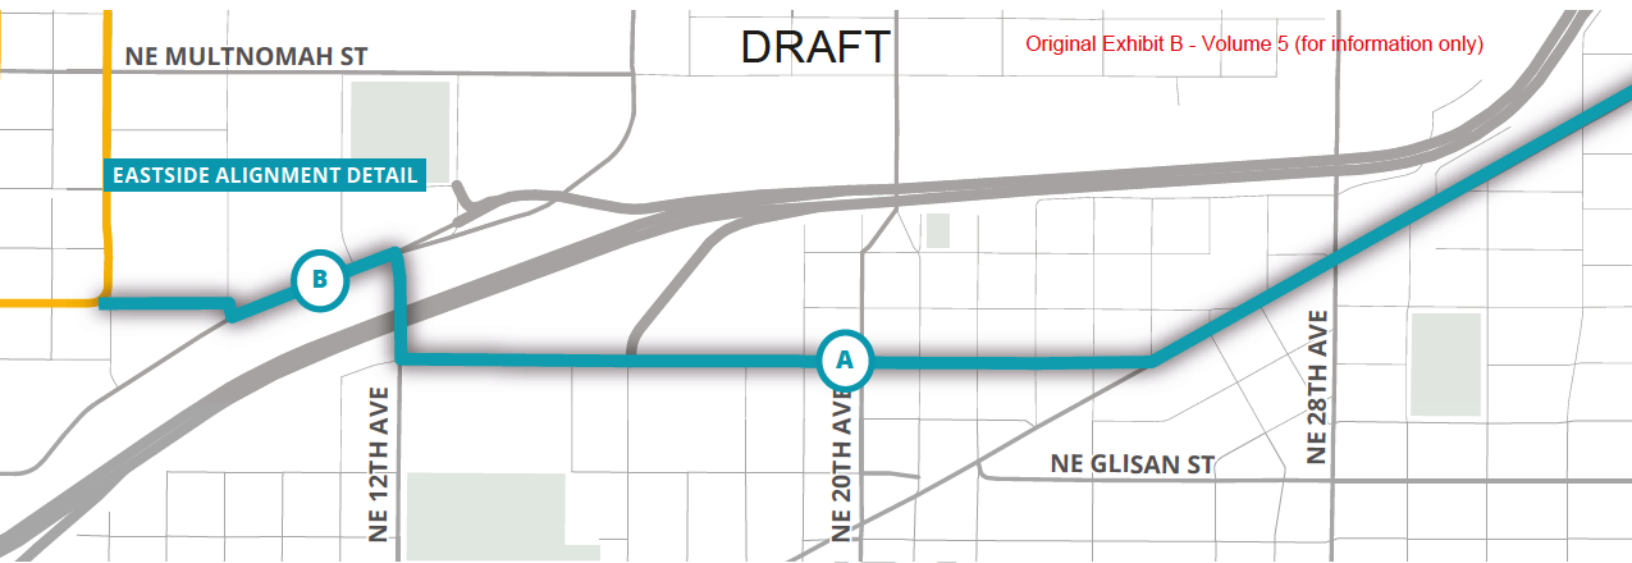 DRAFT
Original Exhibit B - Volume 5 (for information only)
NE MULTNOMAH ST
EASTSIDE ALIGNMENT DETAIL
B
A
NE 12TH AVE
NE 20TH AVE
NE GLISAN ST
NE 28TH AVE